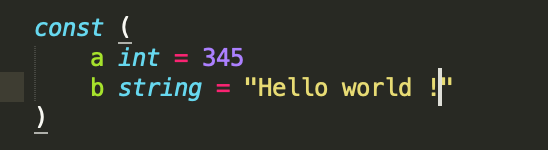 const (
    a int = 345
    b string = "Hello world !"
)